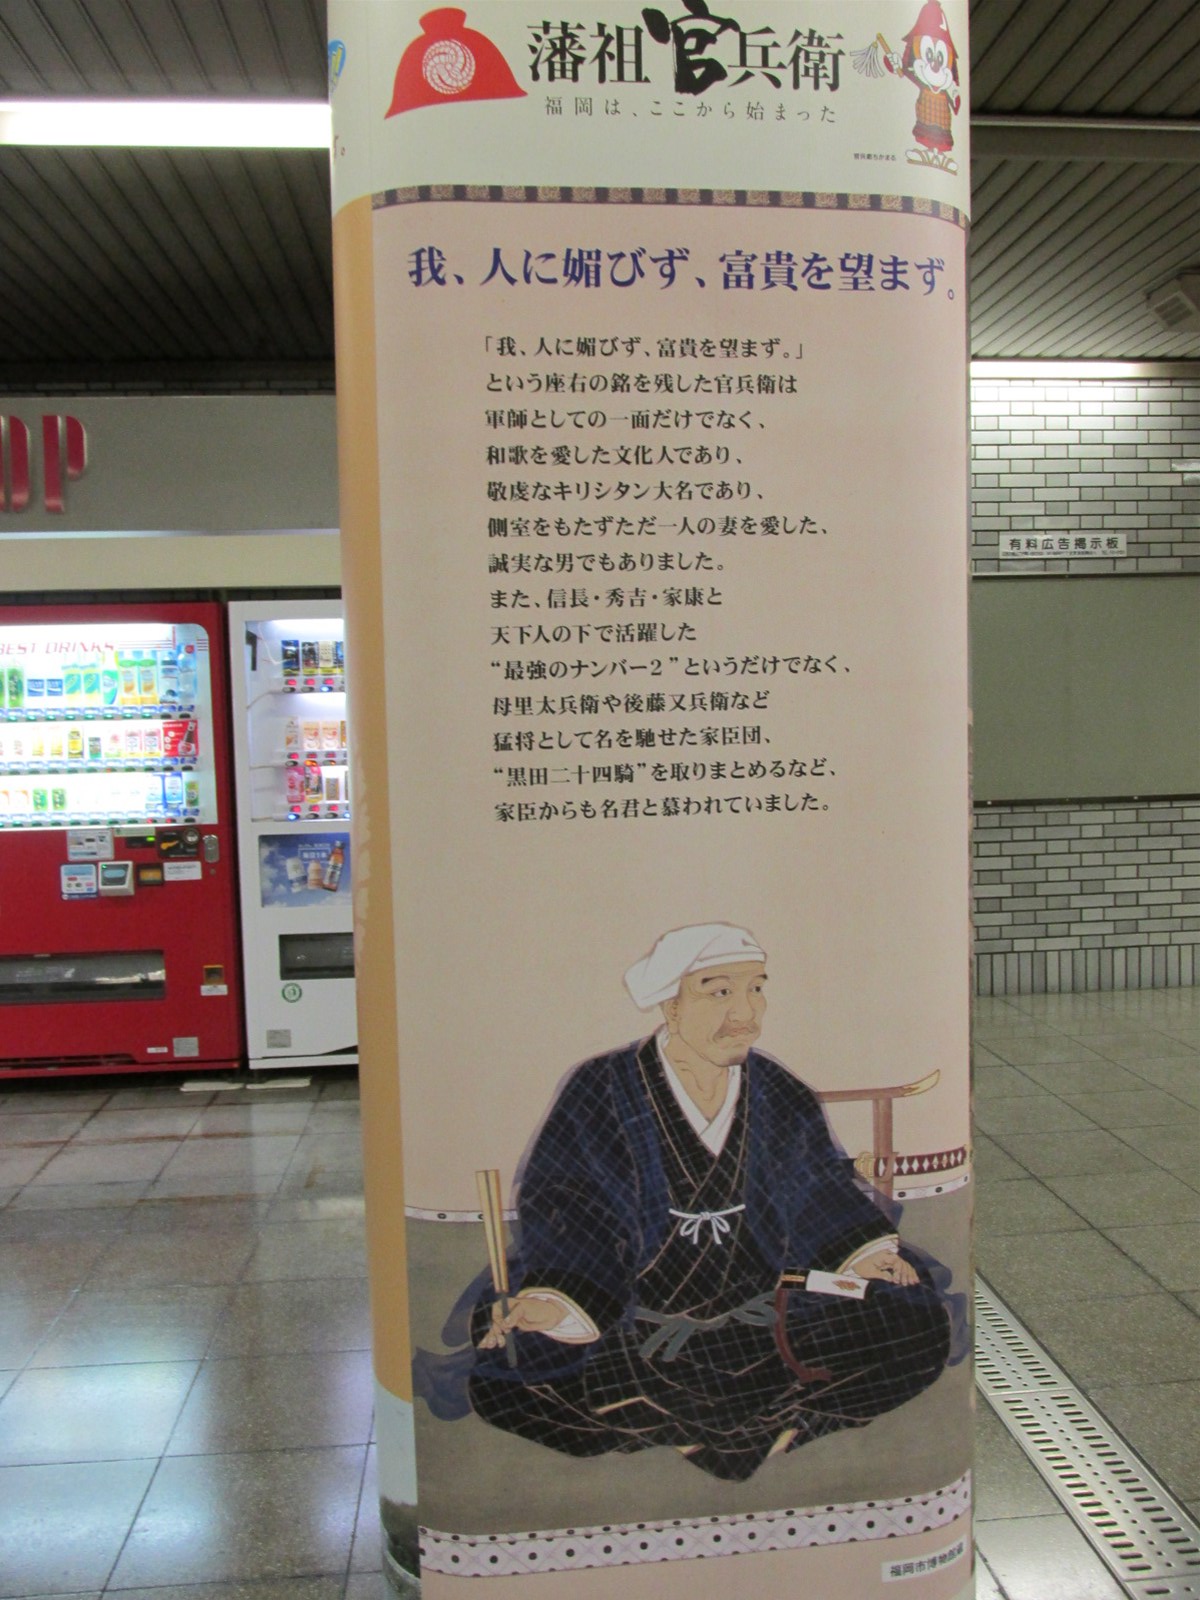 藩祖官兵衛
福岡は、ここから始まった
官兵衛ちかまる
我、人に媚びず、富貴を望まず。
「我、人に媚びず、富貴を望まず。」
という座右の銘を残した官兵衛は
軍師としての一面だけでなく、
和歌を愛した文化人であり、
敬虔なキリシタン大名であり、
側室をもたずただ一人の妻を愛した、
誠実な男でもありました。
また、信長・秀吉・家康と
天下人の下で活躍した
“最強のナンバー2”というだけでなく、
母里太兵衛や後藤又兵衛など
猛将として名を馳せた家臣団、
“黒田二十四騎”を取りまとめるなど、
家臣からも名君と慕われていました。
福岡市博物館蔵
有料広告掲示板
BEST DRINKS